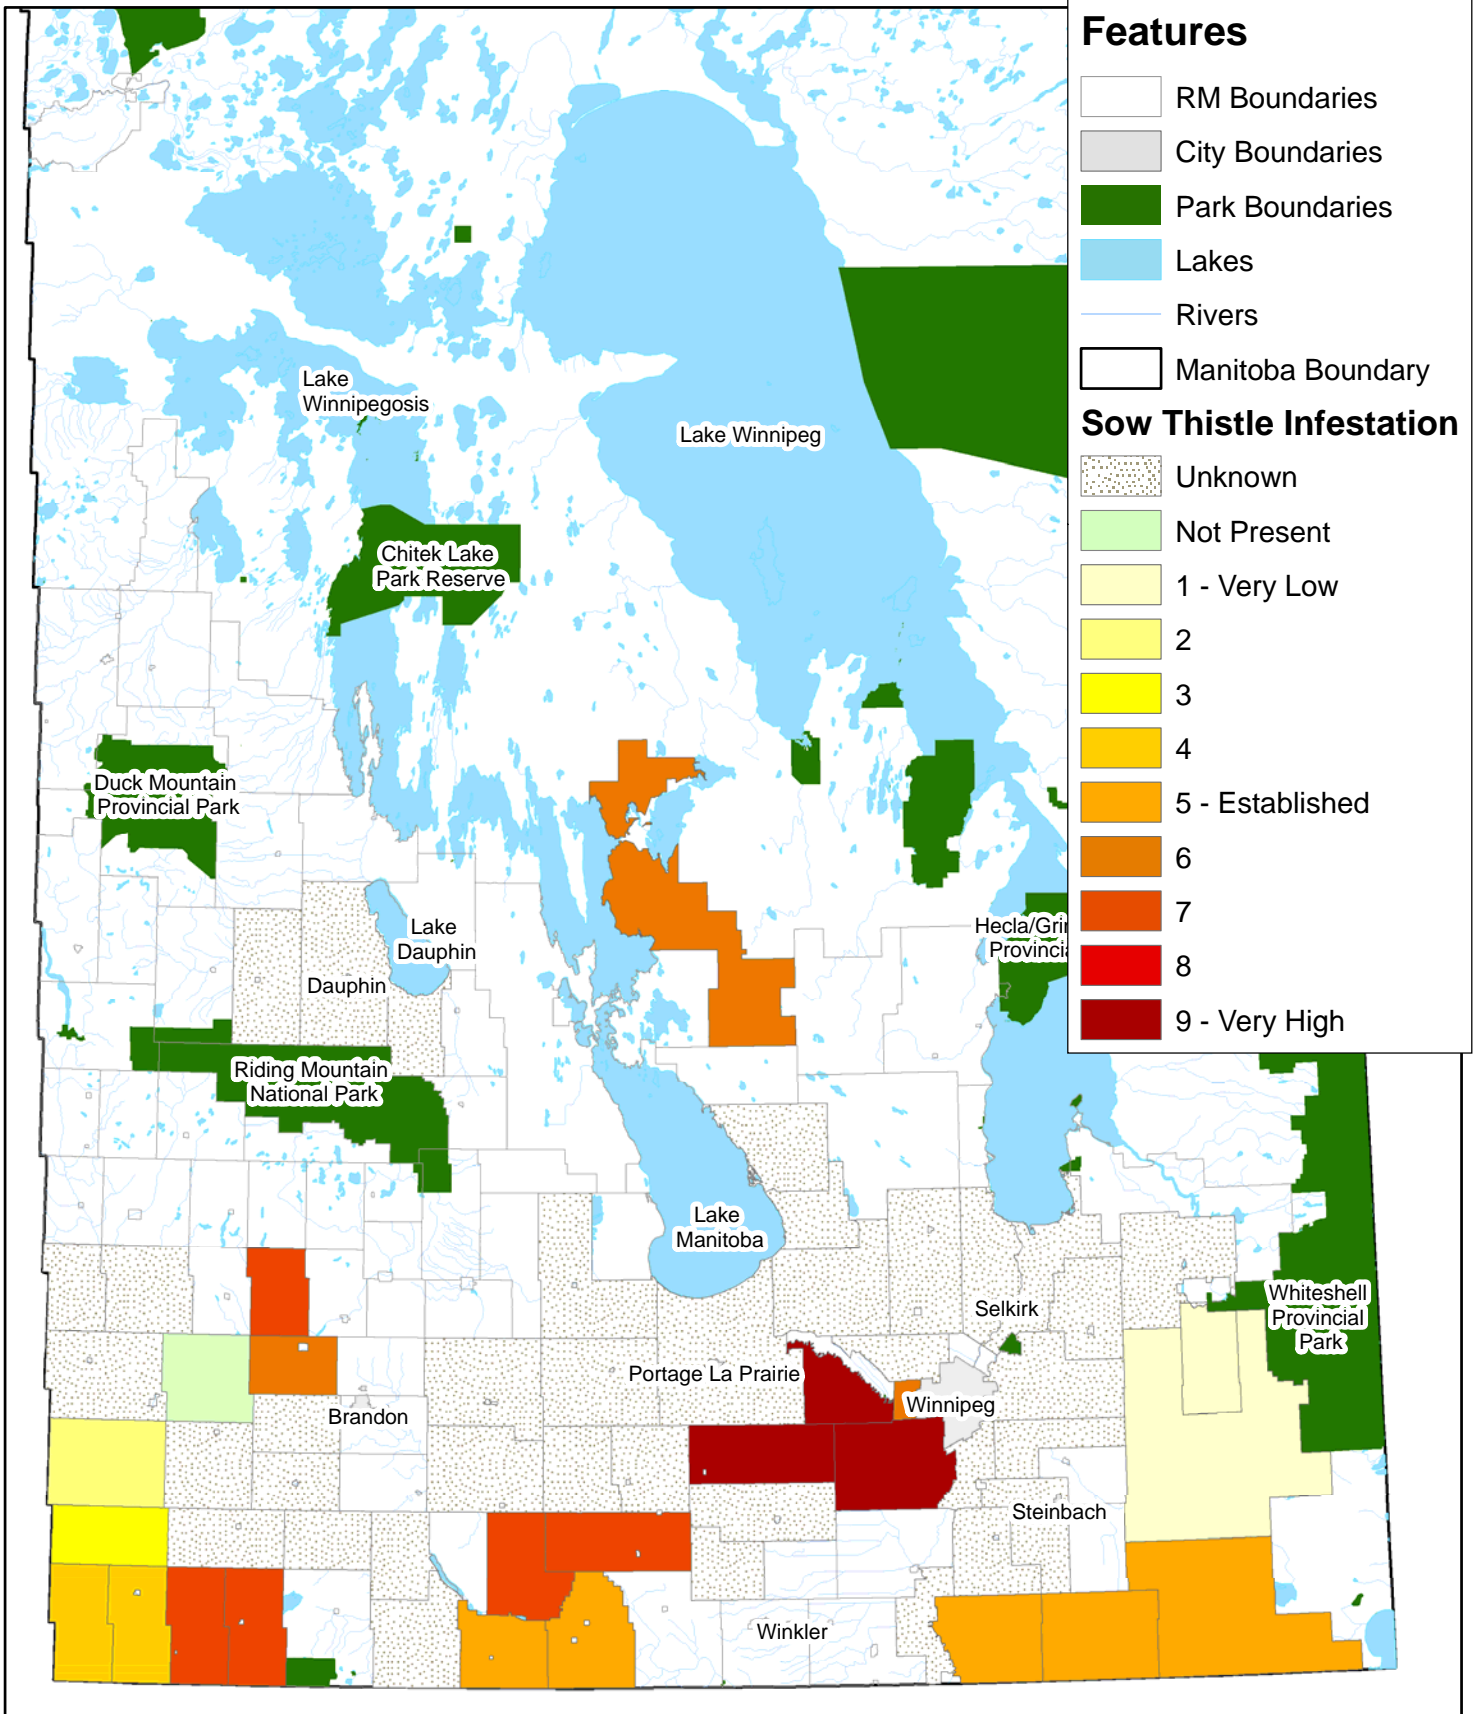 Features
RM Boundaries
City Boundaries
Park Boundaries
Lakes
Rivers
Manitoba Boundary
Sow Thistle Infestation
Unknown
Not Present
1 - Very Low
2
3
4
5 - Established
6
7
8
9 - Very High
Lake
Winnipegosis
Lake Winnipeg
Chitek Lake
Park Reserve
Duck Mountain
Provincial Park
Lake
Dauphin
Dauphin
Hecla/Gri
Provincia
Riding Mountain
National Park
Lake
Manitoba
Selkirk
Whiteshell
Provincial
Park
Portage La Prairie
Winnipeg
Brandon
Steinbach
Winkler